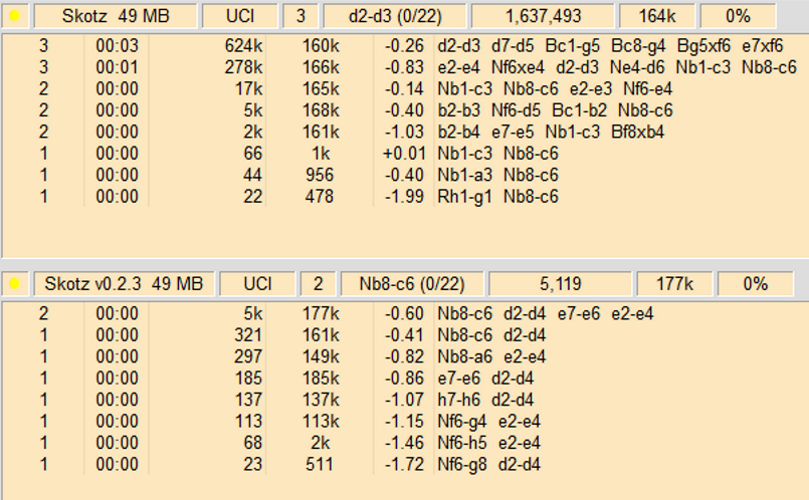 Skotz 49 MB UCI 3 d2-d3 (0/22) 1,637,493 164k 0%
3 00:03 624k 160k -0.26 d2-d3 d7-d5 Bc1-g5 Bc8-g4 Bg5xf6 e7xf6
3 00:01 278k 166k -0.83 e2-e4 Nf6xe4 d2-d3 Ne4-d6 Nb1-c3 Nb8-c6
2 00:00 17k 165k -0.14 Nb1-c3 Nb8-c6 e2-e3 Nf6-e4
2 00:00 5k 168k -0.40 b2-b3 Nf6-d5 Bc1-b2 Nb8-c6
2 00:00 2k 161k -1.03 b2-b4 e7-e5 Nb1-c3 Bf8xb4
1 00:00 66 1k +0.01 Nb1-c3 Nb8-c6
1 00:00 44 956 -0.40 Nb1-a3 Nb8-c6
1 00:00 22 478 -1.99 Rh1-g1 Nb8-c6
Skotz v0.2.3 49 MB UCI 2 Nb8-c6 (0/22) 5,119 177k 0%
2 00:00 5k 177k -0.60 Nb8-c6 d2-d4 e7-e6 e2-e4
1 00:00 321 161k -0.41 Nb8-c6 d2-d4
1 00:00 297 149k -0.82 Nb8-a6 e2-e4
1 00:00 185 185k -0.86 e7-e6 d2-d4
1 00:00 137 137k -1.07 h7-h6 d2-d4
1 00:00 113 113k -1.15 Nf6-g4 e2-e4
1 00:00 68 2k -1.46 Nf6-h5 e2-e4
1 00:00 23 511 -1.72 Nf6-g8 d2-d4